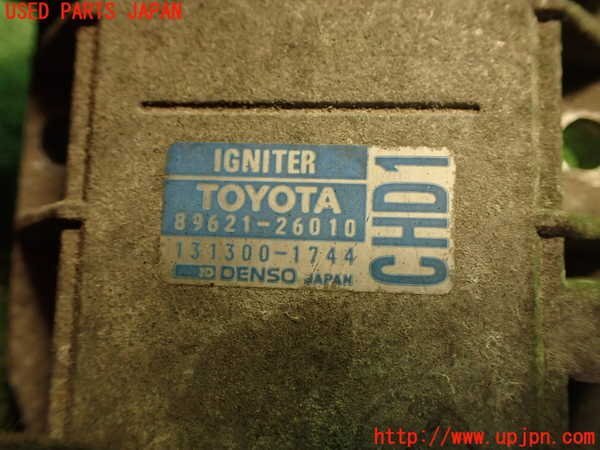 USED PARTS JAPAN
IGNITER
TOYOTA
89621-26010
131300-1744
DENSO JAPAN
CHD1
http://www.upjpn.com/